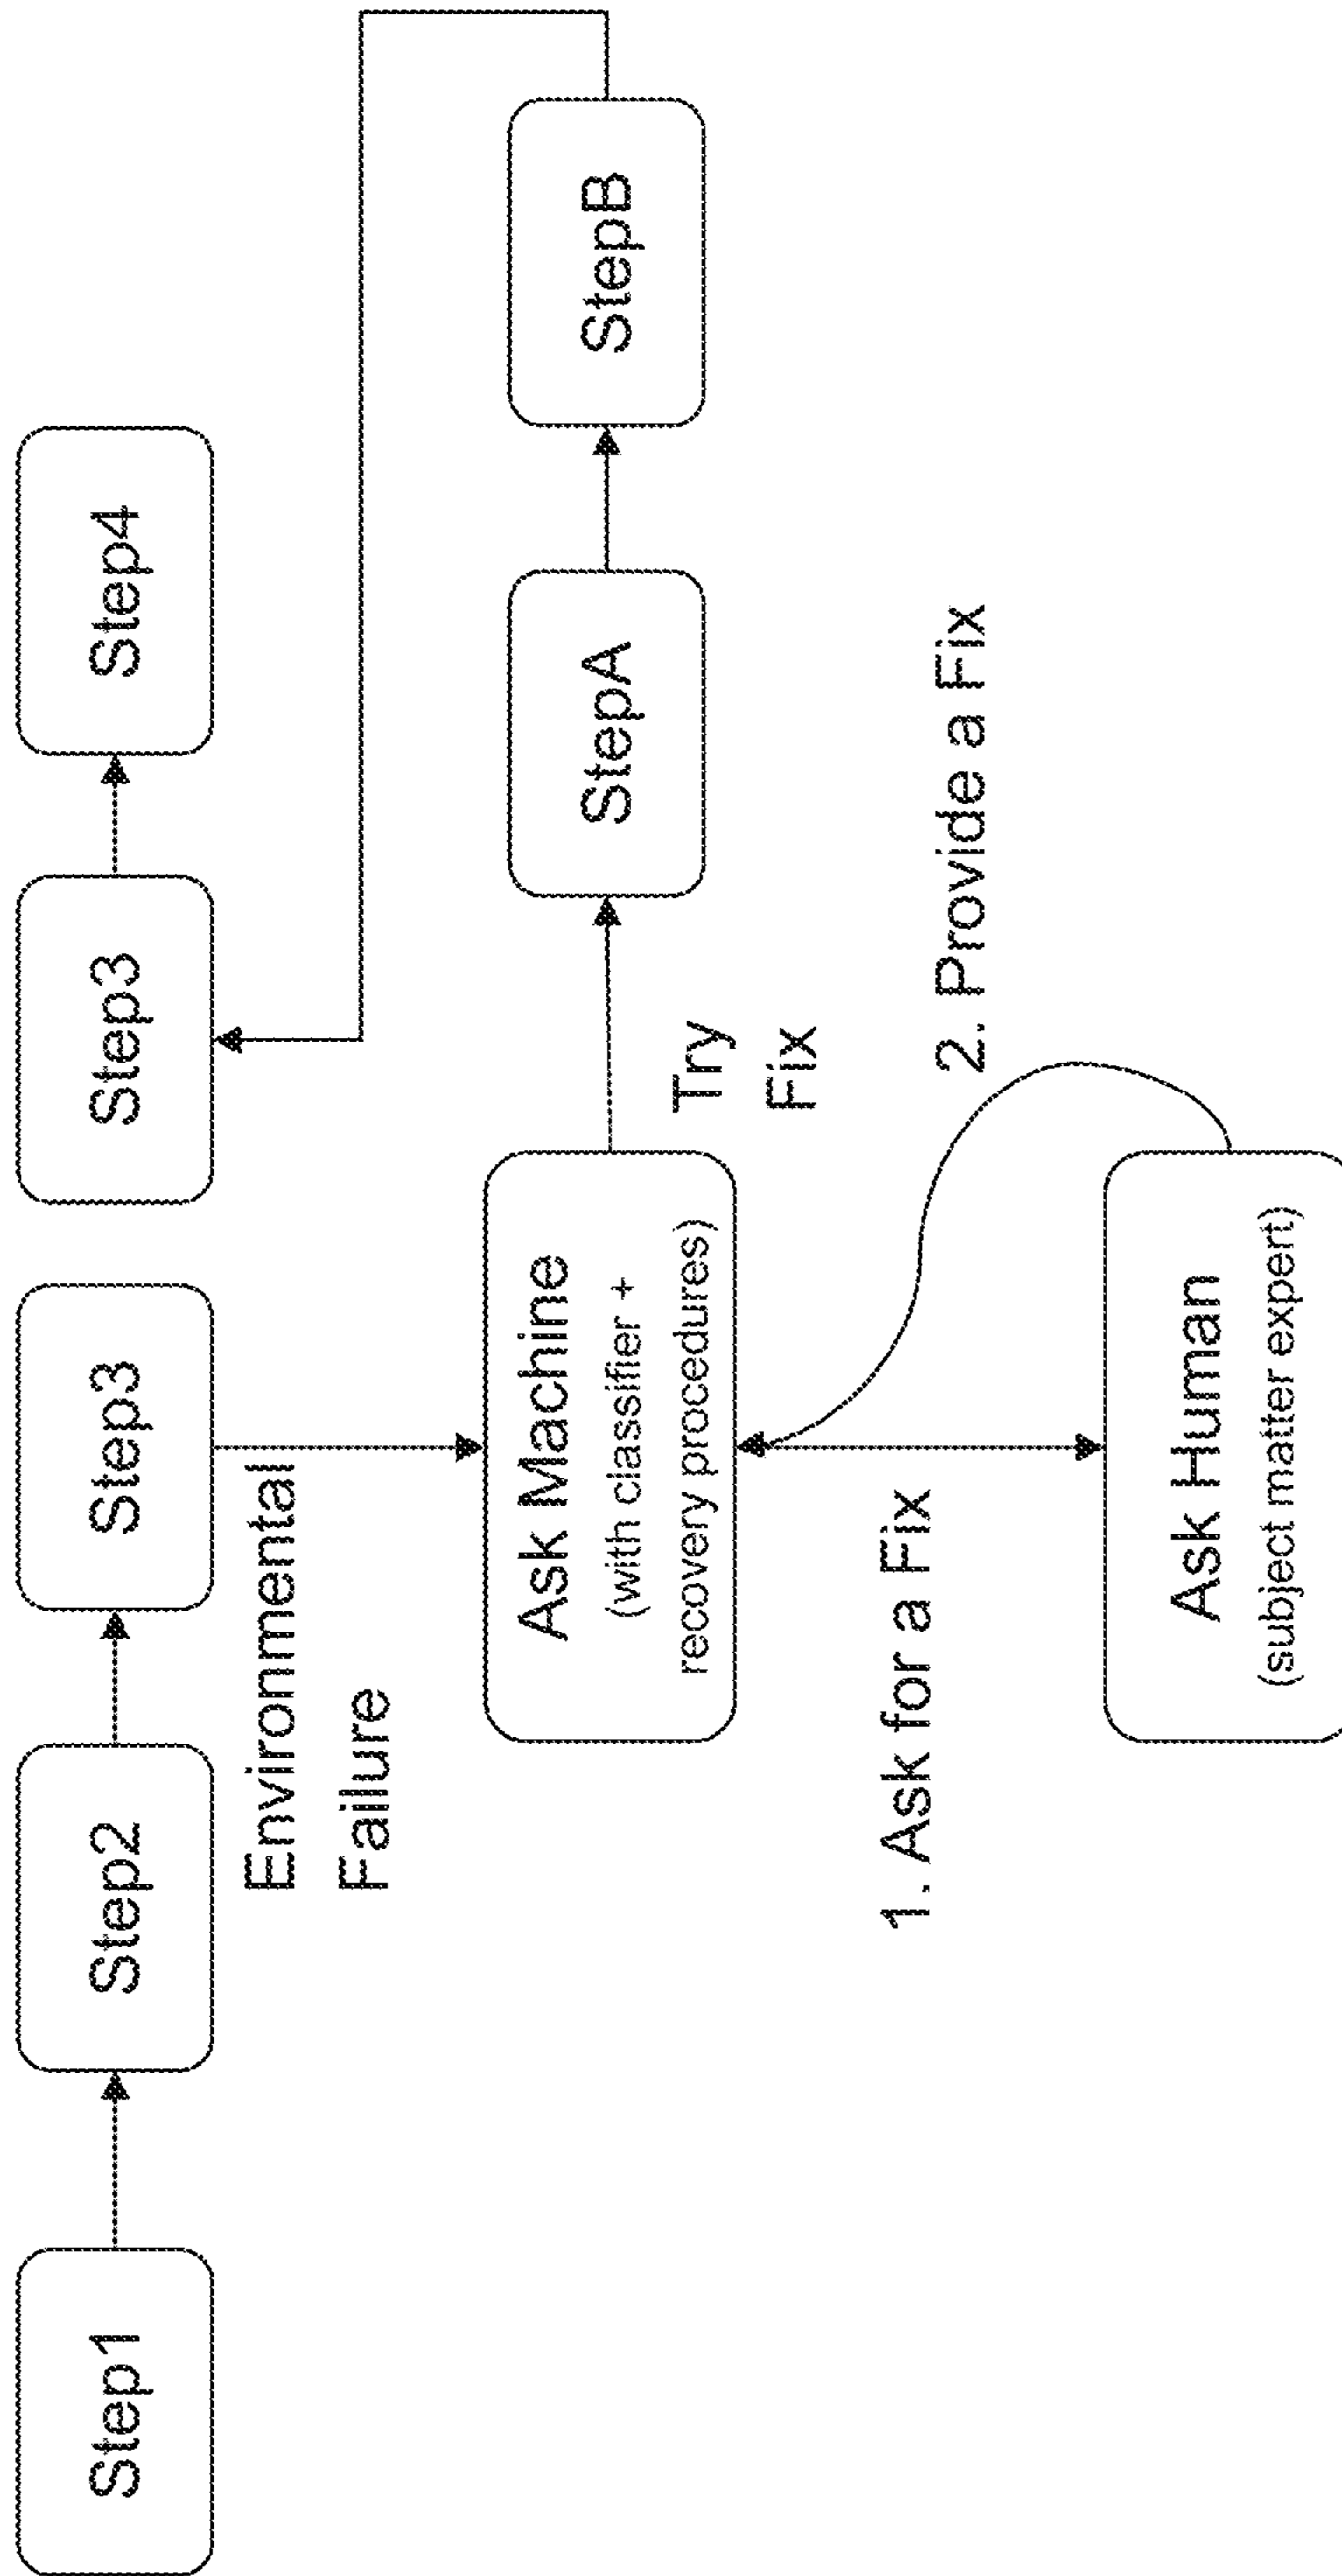 Step1
Step2
Step3
Step3
Step4
Environmental
Failure
Ask Machine
(with classifier +
recovery procedures)
Try
Fix
StepA
StepB
1. Ask for a Fix
2. Provide a Fix
Ask Human
(subject matter expert)